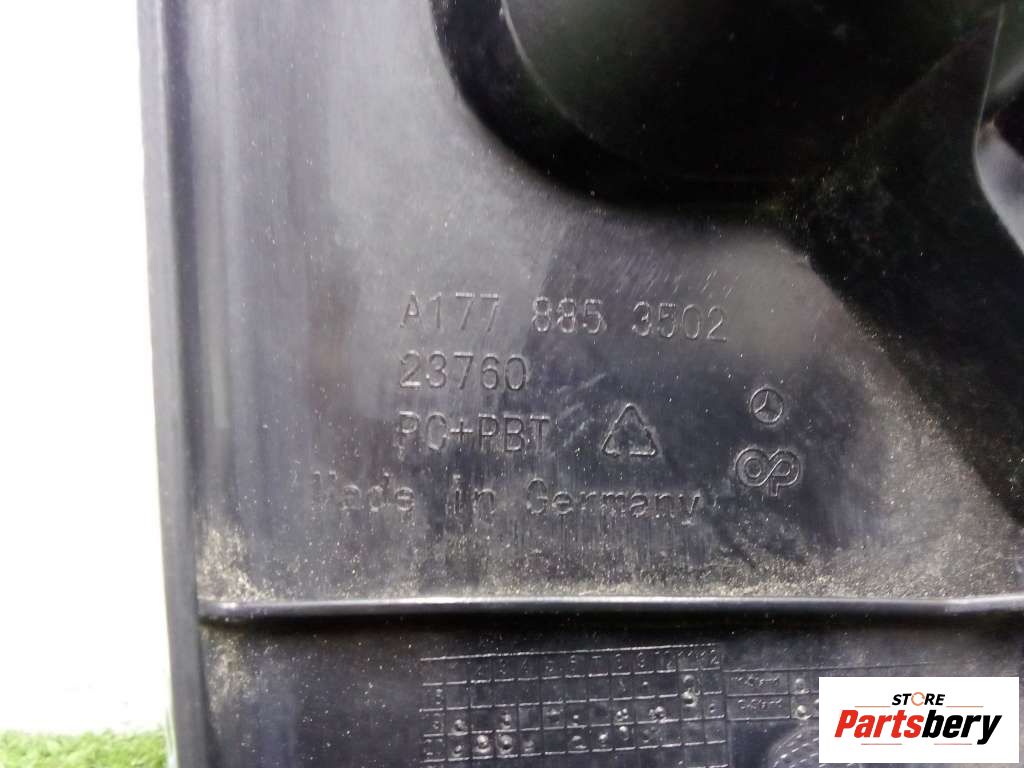 A177 885 3502
23760
PC+PBT
Made in Germany
STORE
Partsbery